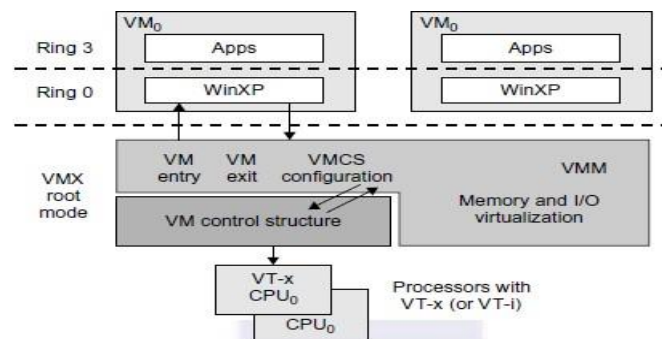 VM₀
VM₀
Ring 3
Apps
Apps
Ring 0
WinXP
WinXP
VMX
root
mode
VM
entry
VM
exit
VMCS
configuration
VMM
Memory and I/O
virtualization
VM control structure
VT-x
CPU₀
CPU₀
Processors with
VT-x (or VT-i)